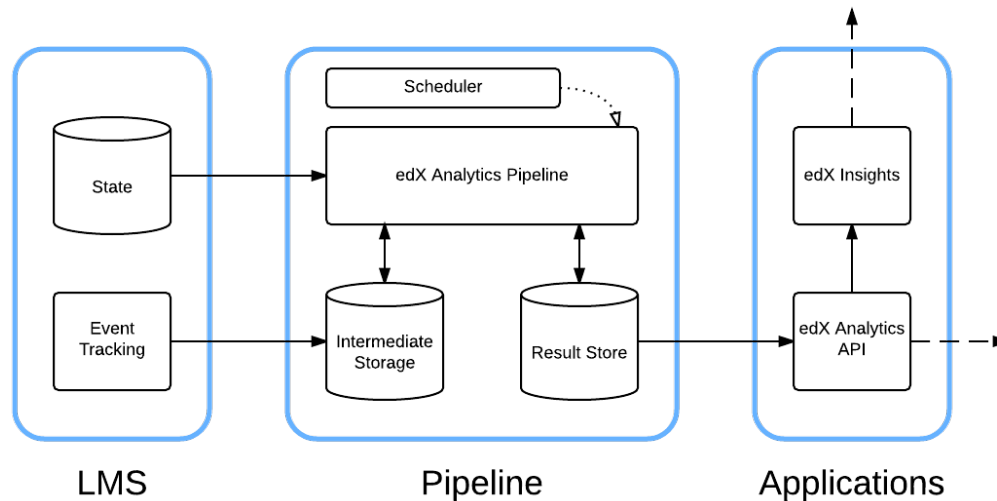 Scheduler
State
edX Analytics Pipeline
edX Insights
Event
Tracking
Intermediate
Storage
Result Store
edX Analytics
API
LMS
Pipeline
Applications